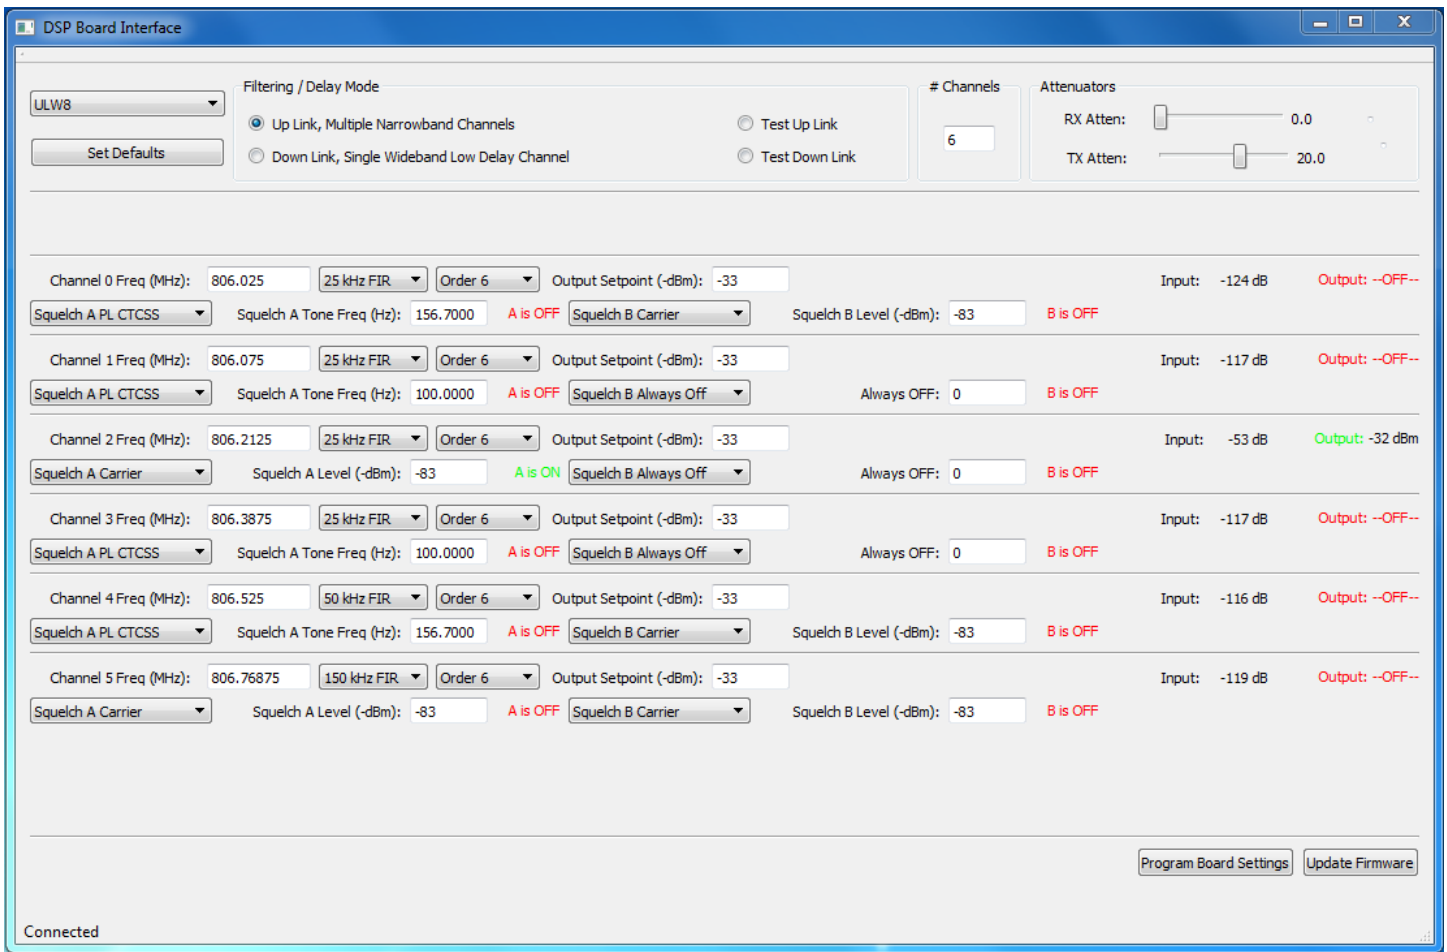 DSP Board Interface
ULW8
Set Defaults
Filtering / Delay Mode
Up Link, Multiple Narrowband Channels
Test Up Link
Down Link, Single Wideband Low Delay Channel
Test Down Link
# Channels
6
Attenuators
RX Atten: 0.0
TX Atten: 20.0
Channel 0 Freq (MHz): 806.025 25 kHz FIR Order 6 Output Setpoint (-dBm): -33 Input: -124 dB Output: --OFF--
Squelch A PL CTCSS Squelch A Tone Freq (Hz): 156.7000 A is OFF Squelch B Carrier Squelch B Level (-dBm): -83 B is OFF
Channel 1 Freq (MHz): 806.075 25 kHz FIR Order 6 Output Setpoint (-dBm): -33 Input: -117 dB Output: --OFF--
Squelch A PL CTCSS Squelch A Tone Freq (Hz): 100.0000 A is OFF Squelch B Always Off Always OFF: 0 B is OFF
Channel 2 Freq (MHz): 806.2125 25 kHz FIR Order 6 Output Setpoint (-dBm): -33 Input: -53 dB Output: -32 dBm
Squelch A Carrier Squelch A Level (-dBm): -83 A is ON Squelch B Always Off Always OFF: 0 B is OFF
Channel 3 Freq (MHz): 806.3875 25 kHz FIR Order 6 Output Setpoint (-dBm): -33 Input: -117 dB Output: --OFF--
Squelch A PL CTCSS Squelch A Tone Freq (Hz): 100.0000 A is OFF Squelch B Always Off Always OFF: 0 B is OFF
Channel 4 Freq (MHz): 806.525 50 kHz FIR Order 6 Output Setpoint (-dBm): -33 Input: -116 dB Output: --OFF--
Squelch A PL CTCSS Squelch A Tone Freq (Hz): 156.7000 A is OFF Squelch B Carrier Squelch B Level (-dBm): -83 B is OFF
Channel 5 Freq (MHz): 806.76875 150 kHz FIR Order 6 Output Setpoint (-dBm): -33 Input: -119 dB Output: --OFF--
Squelch A Carrier Squelch A Level (-dBm): -83 A is OFF Squelch B Carrier Squelch B Level (-dBm): -83 B is OFF
Program Board Settings Update Firmware
Connected